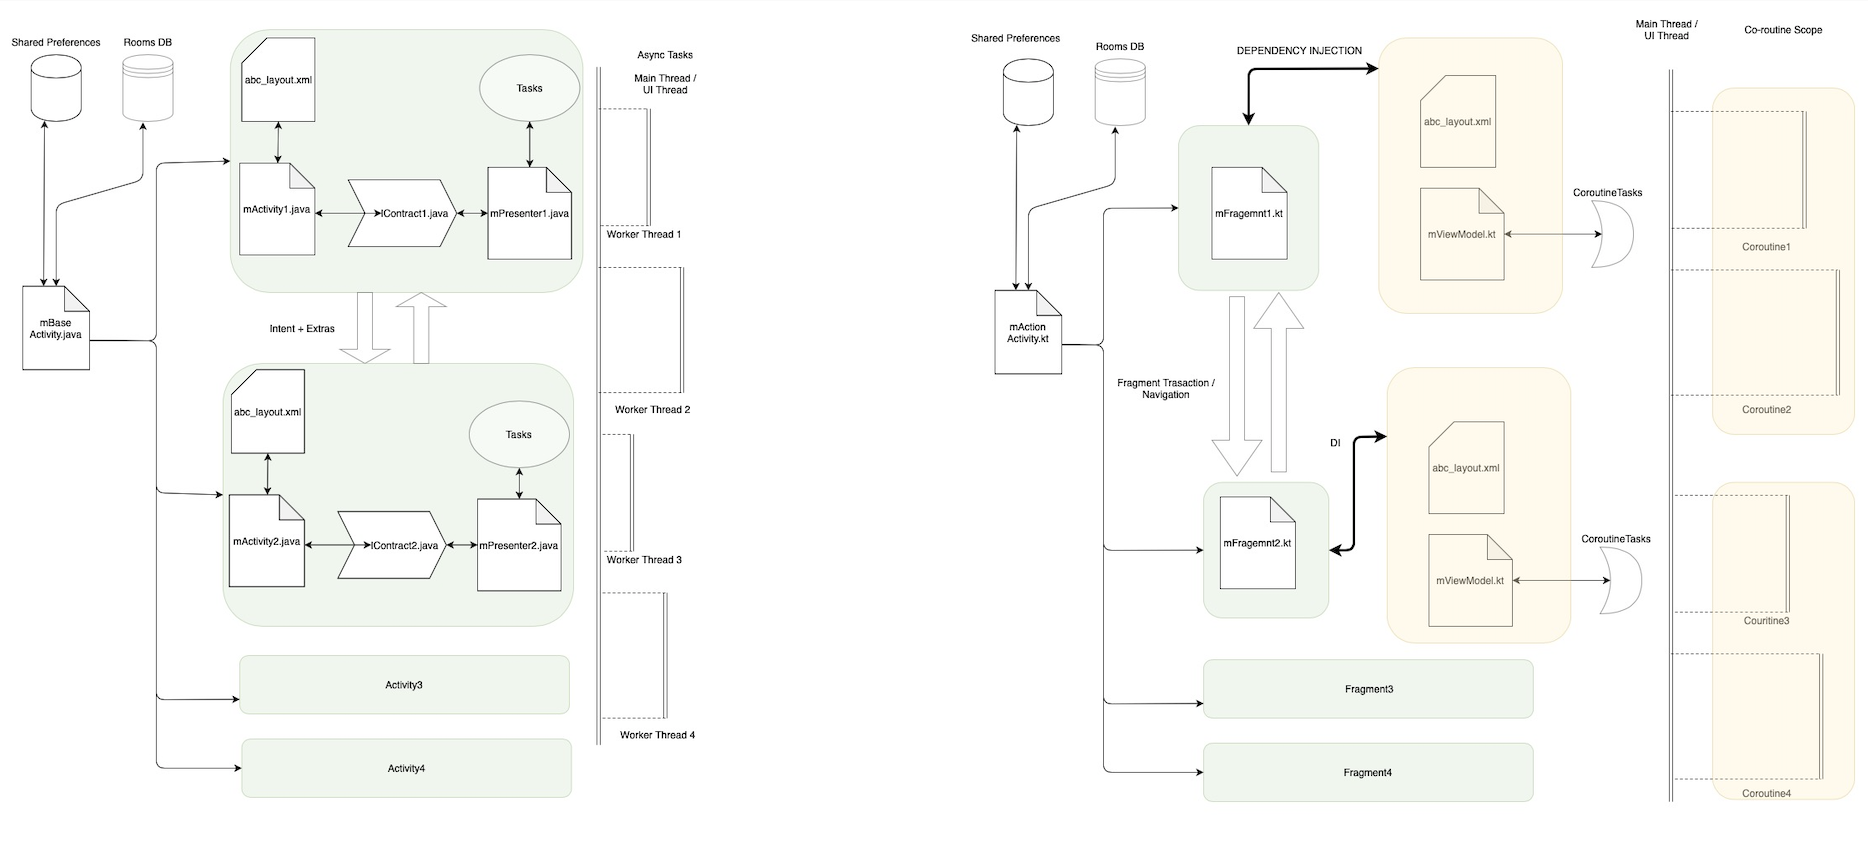 Shared Preferences
Rooms DB
abc_layout.xml
Tasks
mActivity1.java
IContract1.java
mPresenter1.java
mBase
Activity.java
Intent + Extras
abc_layout.xml
Tasks
mActivity2.java
IContract2.java
mPresenter2.java
Activity3
Activity4
Async Tasks
Main Thread /
UI Thread
Worker Thread 1
Worker Thread 2
Worker Thread 3
Worker Thread 4
Shared Preferences
Rooms DB
DEPENDENCY INJECTION
abc_layout.xml
mFragemnt1.kt
mViewModel.kt
CoroutineTasks
mAction
Activity.kt
Fragment Trasaction /
Navigation
DI
abc_layout.xml
mFragemnt2.kt
mViewModel.kt
CoroutineTasks
Fragment3
Fragment4
Main Thread /
UI Thread
Co-routine Scope
Coroutine1
Coroutine2
Couritine3
Coroutine4